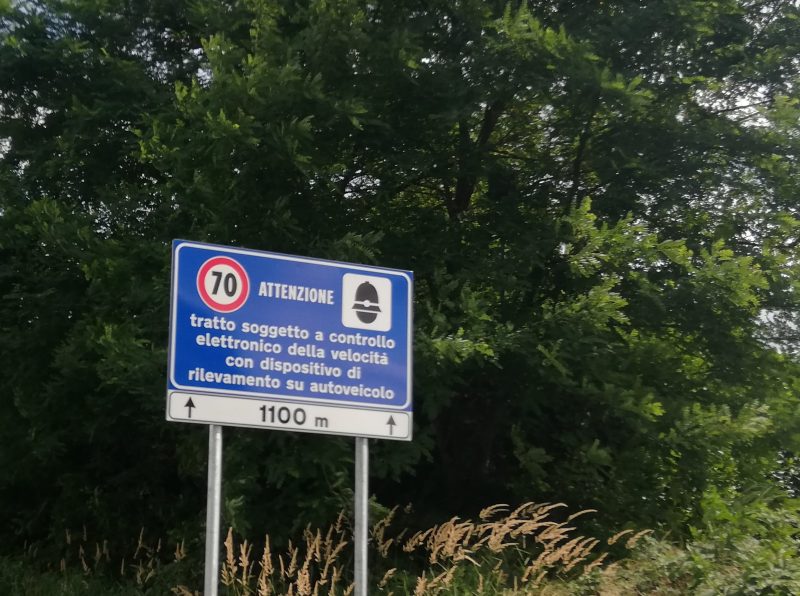 70 ATTENZIONE
tratto soggetto a controllo
elettronico della velocità
con dispositivo di
rilevamento su autoveicolo
1100 m